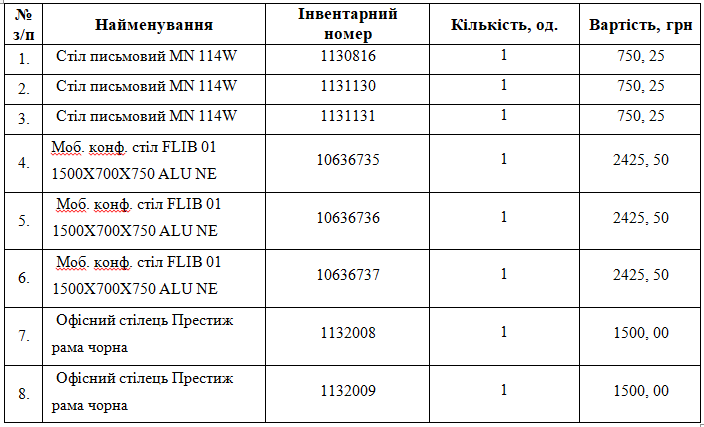 № з/п Найменування Інвентарний номер Кількість, од. Вартість, грн
1. Стіл письмовий MN 114W 1130816 1 750, 25
2. Стіл письмовий MN 114W 1131130 1 750, 25
3. Стіл письмовий MN 114W 1131131 1 750, 25
4. Моб. конф. стіл FLIB 01
1500X700X750 ALU NE 10636735 1 2425, 50
5. Моб. конф. стіл FLIB 01
1500X700X750 ALU NE 10636736 1 2425, 50
6. Моб. конф. стіл FLIB 01
1500X700X750 ALU NE 10636737 1 2425, 50
7. Офісний стілець Престиж
рама чорна 1132008 1 1500, 00
8. Офісний стілець Престиж
рама чорна 1132009 1 1500, 00